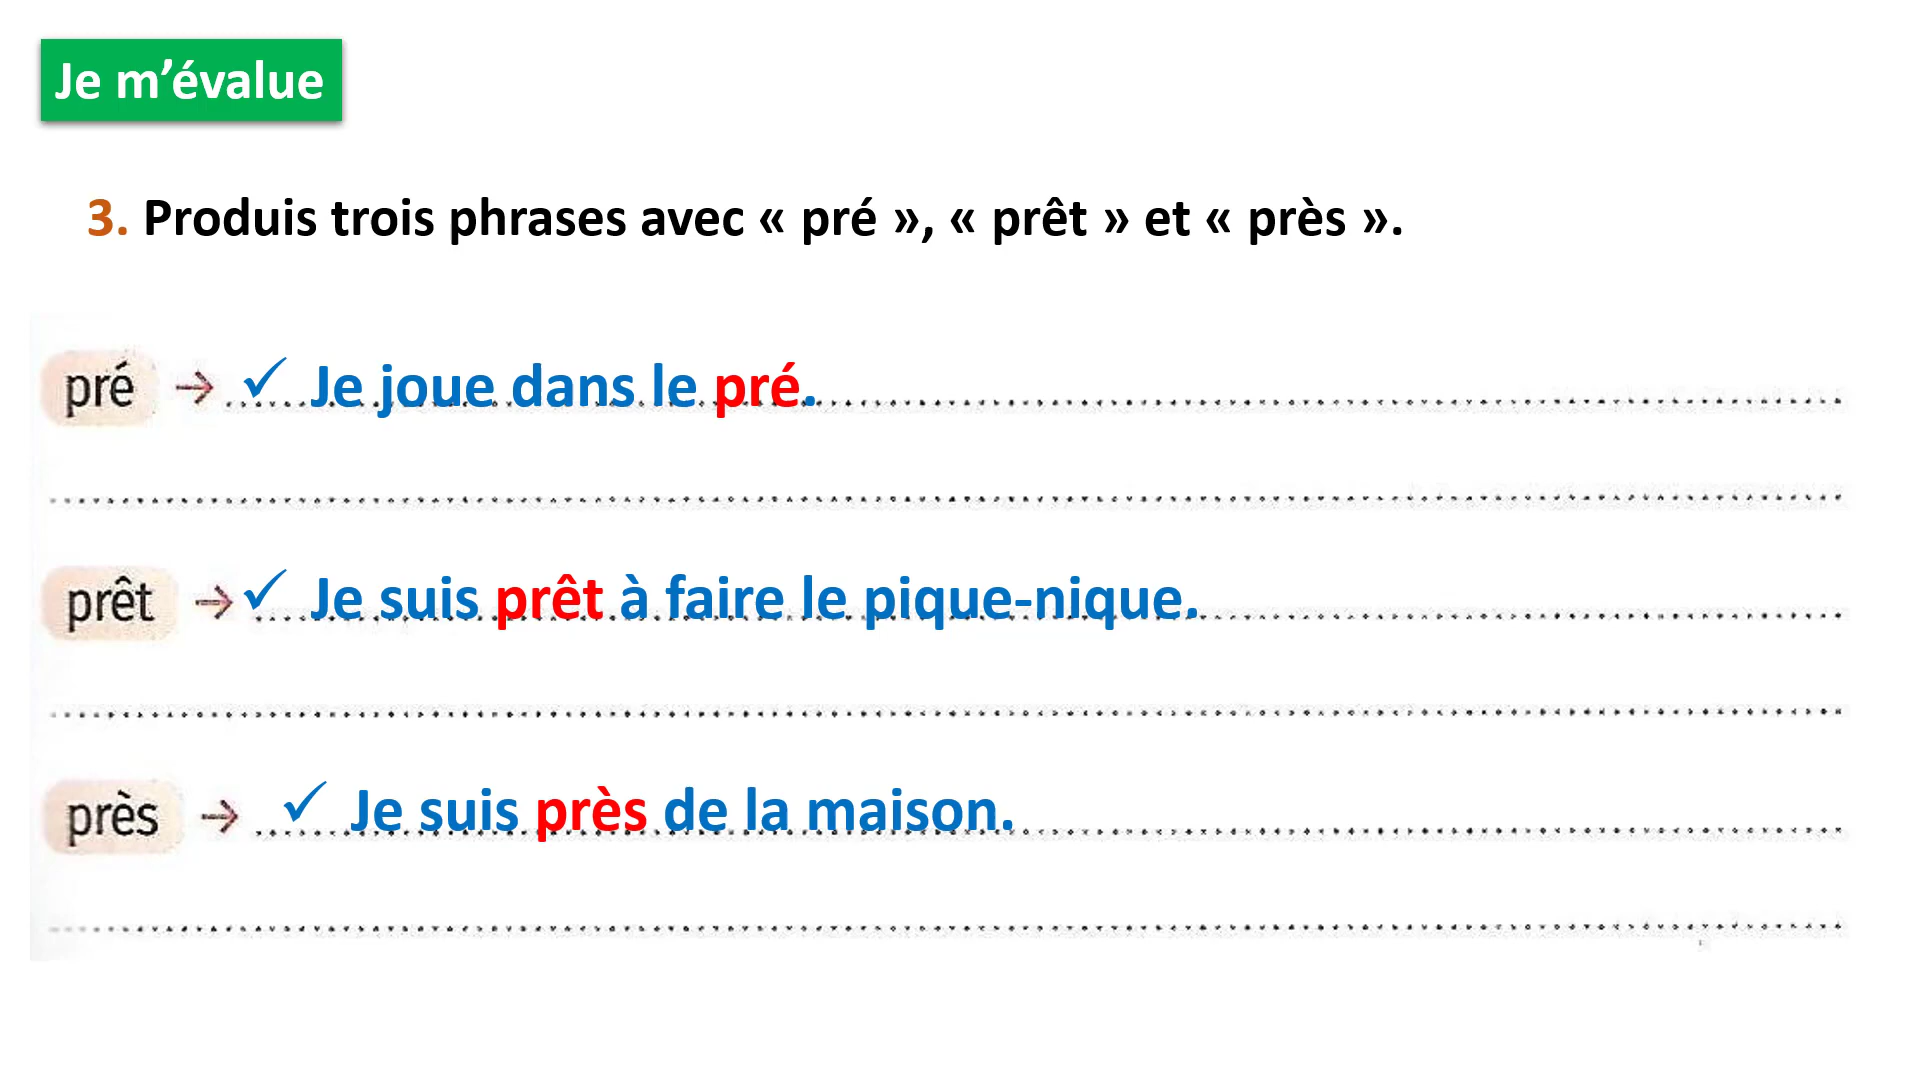 Je m’évalue
3. Produis trois phrases avec « pré », « prêt » et « près ».
pré → ✓ Je joue dans le pré.
prêt → ✓ Je suis prêt à faire le pique-nique.
près → ✓ Je suis près de la maison.